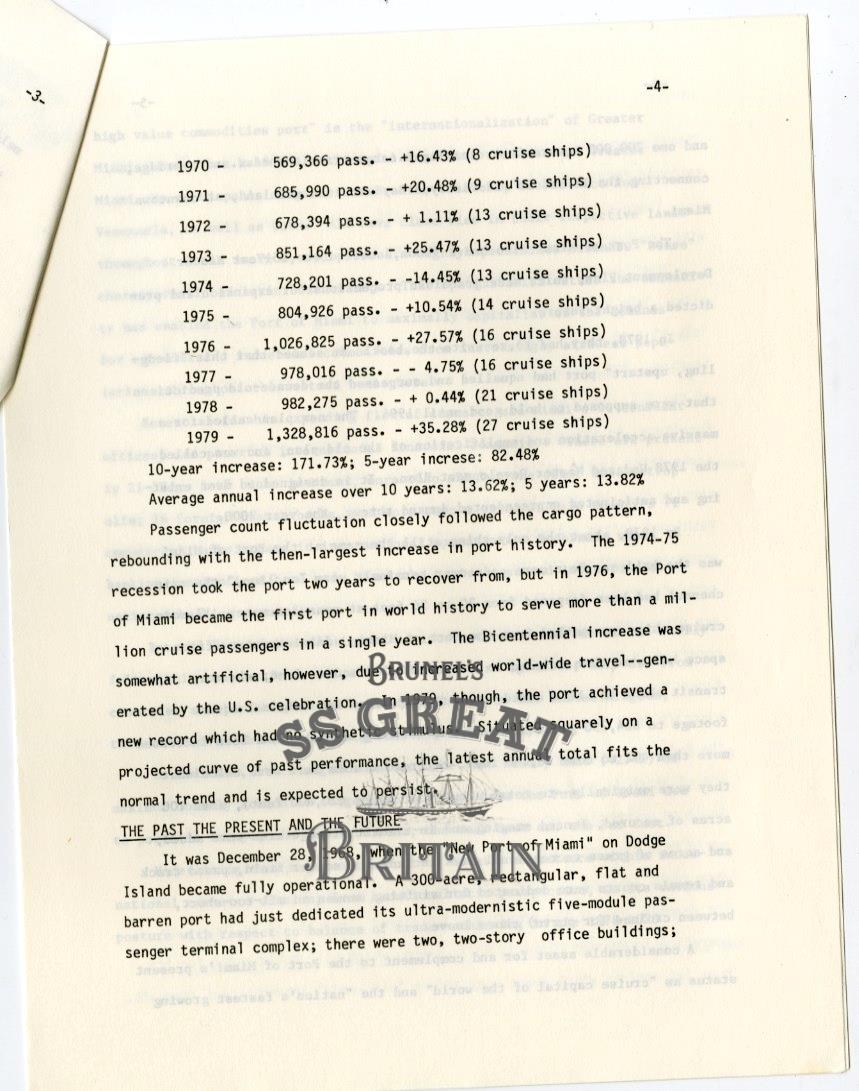 -3-
-4-
1970 - 569,366 pass. - +16.43% (8 cruise ships)
1971 - 685,990 pass. - +20.48% (9 cruise ships)
1972 - 678,394 pass. - + 1.11% (13 cruise ships)
1973 - 851,164 pass. - +25.47% (13 cruise ships)
1974 - 728,201 pass. - -14.45% (13 cruise ships)
1975 - 804,926 pass. - +10.54% (14 cruise ships)
1976 - 1,026,825 pass. - +27.57% (16 cruise ships)
1977 - 978,016 pass. - - 4.75% (16 cruise ships)
1978 - 982,275 pass. - + 0.44% (21 cruise ships)
1979 - 1,328,816 pass. - +35.28% (27 cruise ships)
10-year increase: 171.73%; 5-year increse: 82.48%
Average annual increase over 10 years: 13.62%; 5 years: 13.82%
Passenger count fluctuation closely followed the cargo pattern,
rebounding with the then-largest increase in port history. The 1974-75
recession took the port two years to recover from, but in 1976, the Port
of Miami became the first port in world history to serve more than a mil-
lion cruise passengers in a single year. The Bicentennial increase was
somewhat artificial, however, due to increased world-wide travel--gen-
erated by the U.S. celebration. In 1979, though, the port achieved a
new record which had no synthetic stimulus. Situated squarely on a
projected curve of past performance, the latest annual total fits the
normal trend and is expected to persist.
THE PAST THE PRESENT AND THE FUTURE
It was December 28, 1968, when the "New Port of Miami" on Dodge
Island became fully operational. A 300-acre, rectangular, flat and
barren port had just dedicated its ultra-modernistic five-module pas-
senger terminal complex; there were two, two-story office buildings;
BRUNEL'S
SS GREAT
BRITAIN